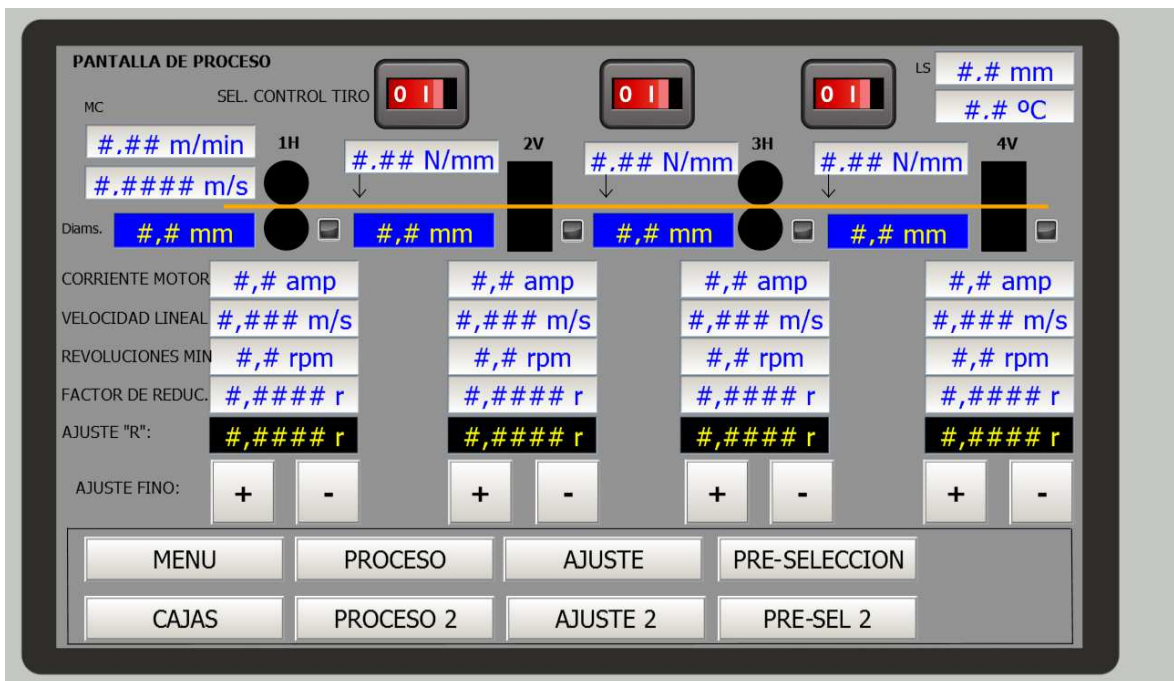 PANTALLA DE PROCESO
LS #.# mm
SEL. CONTROL TIRO 0 I 0 I 0 I
MC
#.# ºC
#.## m/min 1H 2V 3H 4V
#.## N/mm #.## N/mm #.## N/mm
#.#### m/s
Diams. #,# mm #,# mm #,# mm #,# mm
CORRIENTE MOTOR #,# amp #,# amp #,# amp #,# amp
VELOCIDAD LINEAL #,### m/s #,### m/s #,### m/s #,### m/s
REVOLUCIONES MIN #,# rpm #,# rpm #,# rpm #,# rpm
FACTOR DE REDUC. #,#### r #,#### r #,#### r #,#### r
AJUSTE "R": #,#### r #,#### r #,#### r #,#### r
AJUSTE FINO: + - + - + - + -
MENU PROCESO AJUSTE PRE-SELECCION
CAJAS PROCESO 2 AJUSTE 2 PRE-SEL 2